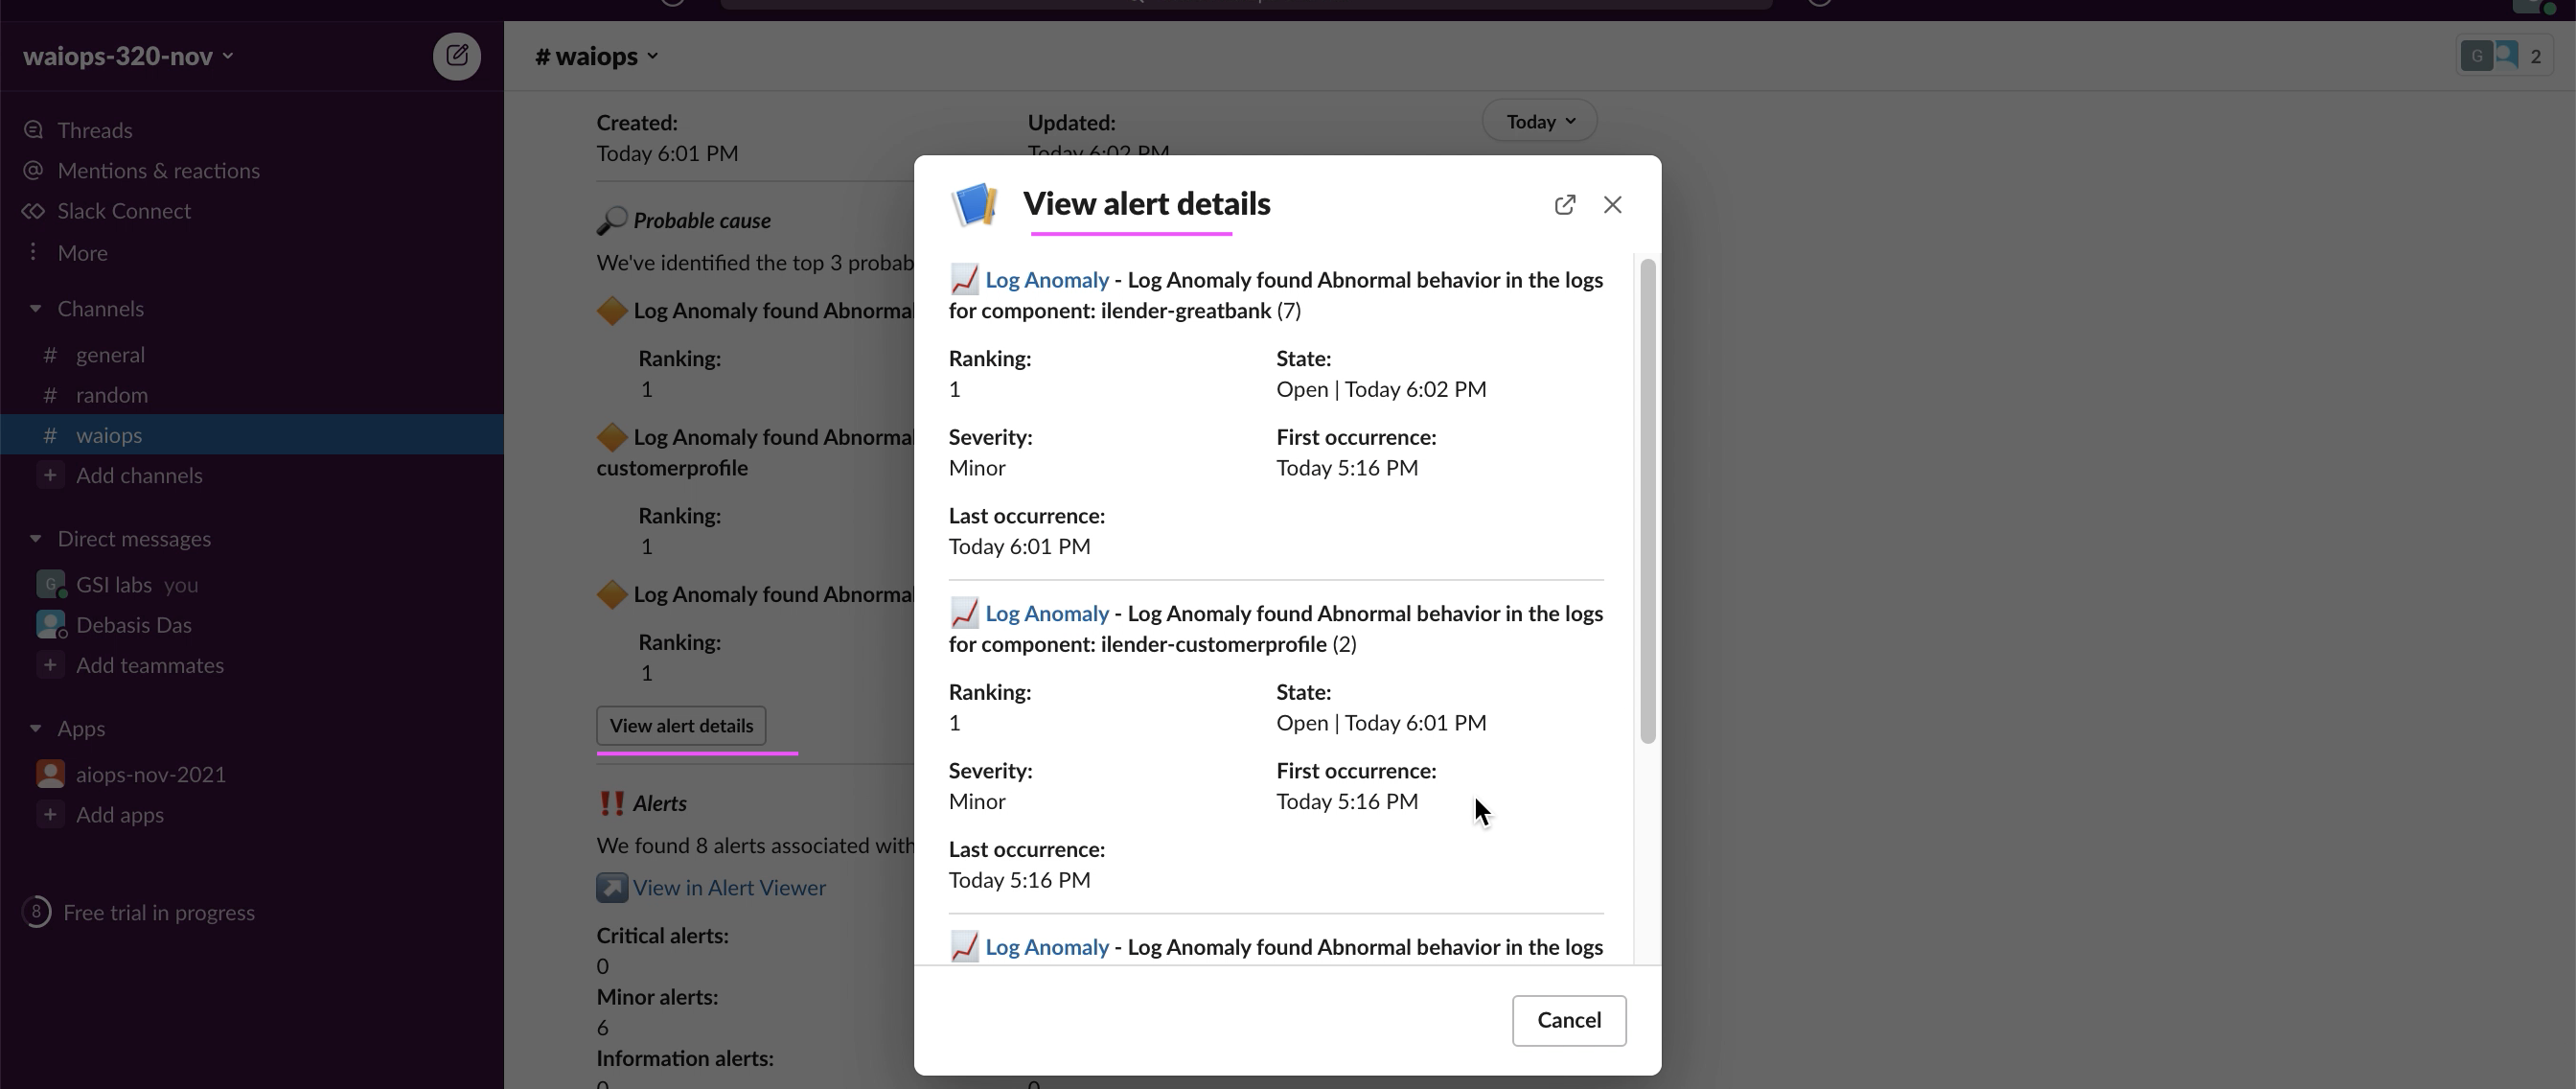 waiops-320-nov
Threads
@ Mentions & reactions
Slack Connect
More
Channels
# general
# random
# waiops
+ Add channels
Direct messages
G GSI labs you
Debasis Das
+ Add teammates
Apps
aiops-nov-2021
+ Add apps
8 Free trial in progress
# waiops
G 2
Created:
Today 6:01 PM
Updated:
Today 6:02 PM
Today
Probable cause
We've identified the top 3
Log Anomaly found
Ranking:
1
Log Anomaly found
customerprofile
Ranking:
1
Log Anomaly found
Ranking:
1
View alert details
!! Alerts
We found 8 alerts associated with
View in Alert Viewer
Critical alerts:
0
Minor alerts:
6
Information alerts:
View alert details
Log Anomaly - Log Anomaly found Abnormal behavior in the logs
for component: ilender-greatbank (7)
Ranking:
1
State:
Open | Today 6:02 PM
Severity:
Minor
First occurrence:
Today 5:16 PM
Last occurrence:
Today 6:01 PM
Log Anomaly - Log Anomaly found Abnormal behavior in the logs
for component: ilender-customerprofile (2)
Ranking:
1
State:
Open | Today 6:01 PM
Severity:
Minor
First occurrence:
Today 5:16 PM
Last occurrence:
Today 5:16 PM
Log Anomaly - Log Anomaly found Abnormal behavior in the logs
Cancel